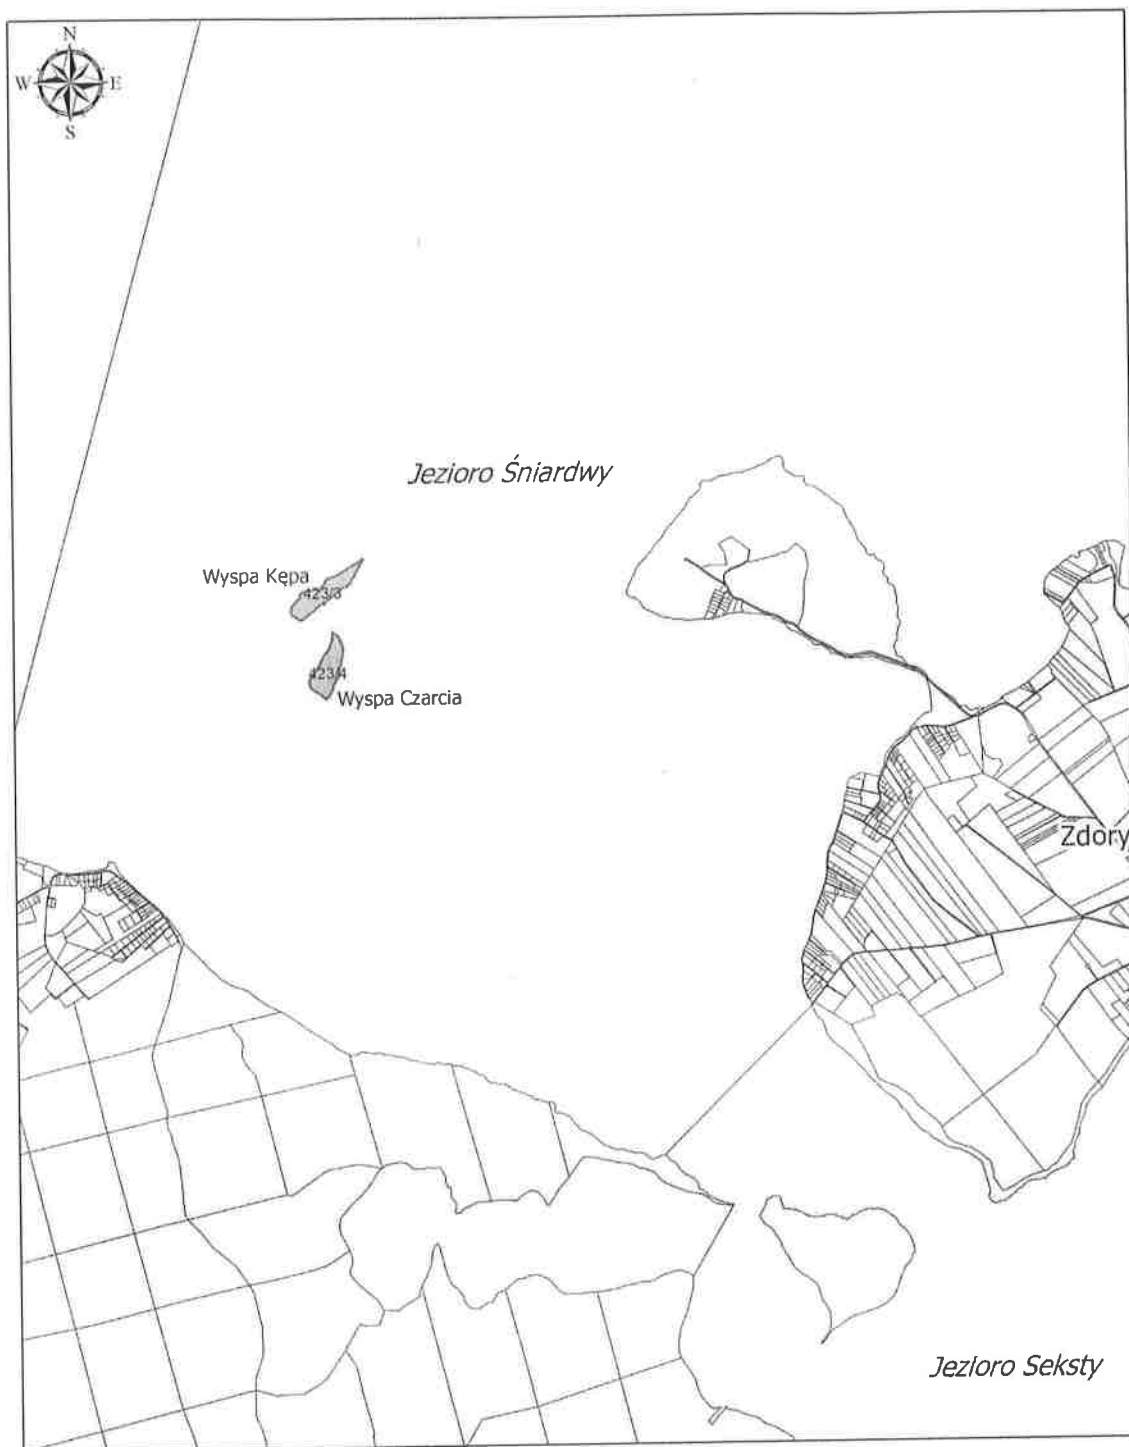 N
W E
S
Jezioro Śniardwy
Wyspa Kępa
423/3
423/4
Wyspa Czarcia
Zdory
Jezioro Seksty